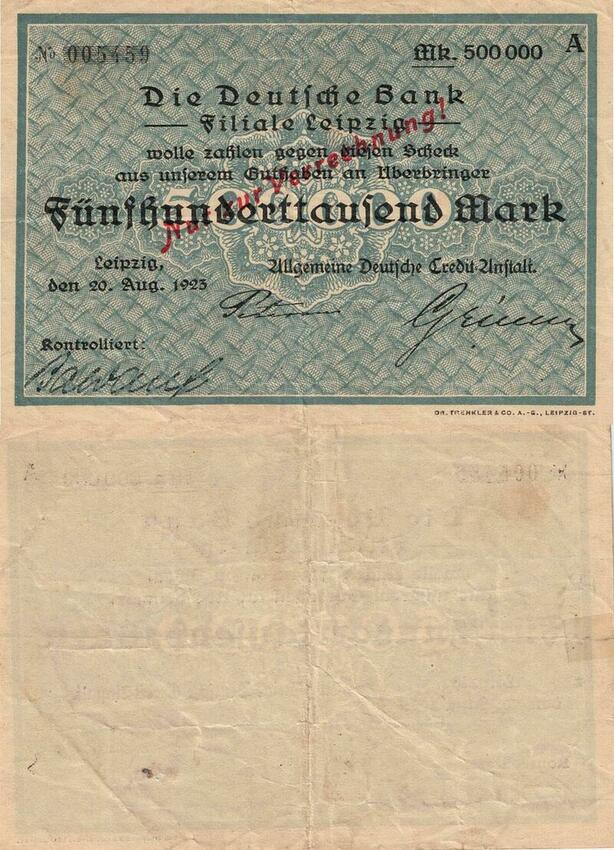 № 005459
Mk. 500 000 A
Die Deutsche Bank
Filiale Leipzig
wolle zahlen gegen diesen Scheck
aus unserem Guthaben an Überbringer
500000
Fünfhunderttausend Mark
Nur zur Verrechnung!
Leipzig,
den 20. Aug. 1923
Allgemeine Deutsche Credit-Anstalt.
Kontrolliert:
DR. TRENKLER & CO. A.-G., LEIPZIG-ST.